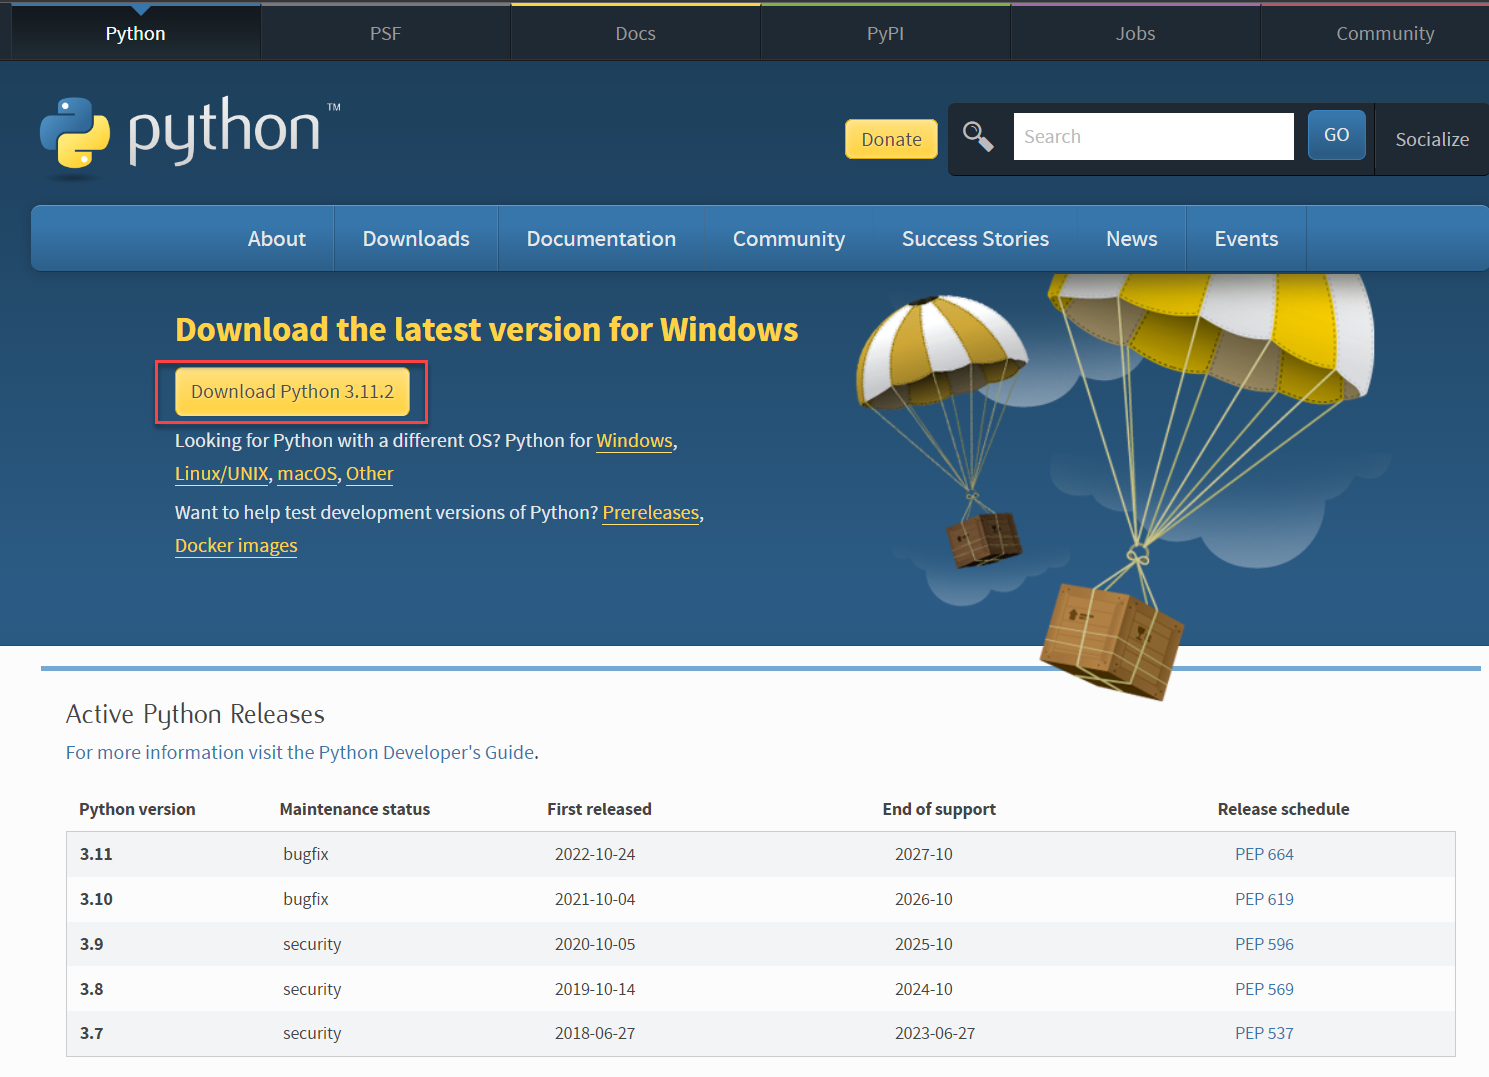 Python PSF Docs PyPI Jobs Community
python™
Donate Search GO Socialize
About Downloads Documentation Community Success Stories News Events
Download the latest version for Windows
Download Python 3.11.2
Looking for Python with a different OS? Python for Windows,
Linux/UNIX, macOS, Other
Want to help test development versions of Python? Prereleases,
Docker images
Active Python Releases
For more information visit the Python Developer's Guide.
Python version Maintenance status First released End of support Release schedule
3.11 bugfix 2022-10-24 2027-10 PEP 664
3.10 bugfix 2021-10-04 2026-10 PEP 619
3.9 security 2020-10-05 2025-10 PEP 596
3.8 security 2019-10-14 2024-10 PEP 569
3.7 security 2018-06-27 2023-06-27 PEP 537